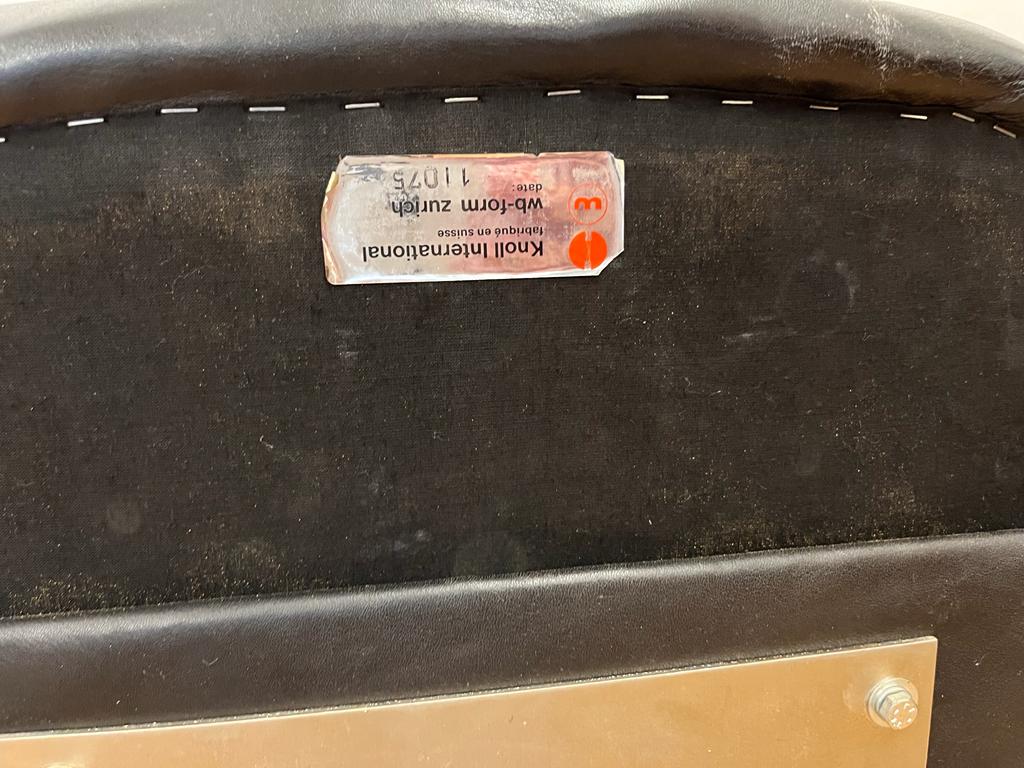 Knoll International
fabriqué en suisse
wb-form zurich
date:
11075